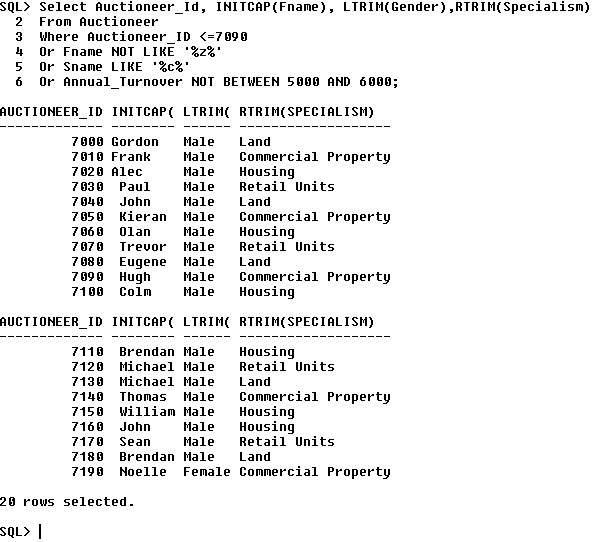 SQL> Select Auctioneer_Id, INITCAP(Fname), LTRIM(Gender),RTRIM(Specialism)
  2  From Auctioneer
  3  Where Auctioneer_ID <=7090
  4  Or Fname NOT LIKE '%z%'
  5  Or Sname LIKE '%c%'
  6  Or Annual_Turnover NOT BETWEEN 5000 AND 6000;
AUCTIONEER_ID INITCAP( LTRIM( RTRIM(SPECIALISM)
------------- -------- ------ -------------------
         7000 Gordon   Male   Land
         7010 Frank    Male   Commercial Property
         7020 Alec     Male   Housing
         7030  Paul    Male   Retail Units
         7040  John    Male   Land
         7050  Kieran  Male   Commercial Property
         7060  Olan    Male   Housing
         7070  Trevor  Male   Retail Units
         7080  Eugene  Male   Land
         7090  Hugh    Male   Commercial Property
         7100  Colm    Male   Housing
AUCTIONEER_ID INITCAP( LTRIM( RTRIM(SPECIALISM)
------------- -------- ------ -------------------
         7110  Brendan Male   Housing
         7120  Michael Male   Retail Units
         7130  Michael Male   Land
         7140  Thomas  Male   Commercial Property
         7150  William Male   Housing
         7160  John    Male   Housing
         7170  Sean    Male   Retail Units
         7180  Brendan Male   Land
         7190  Noelle  Female Commercial Property
20 rows selected.
SQL>